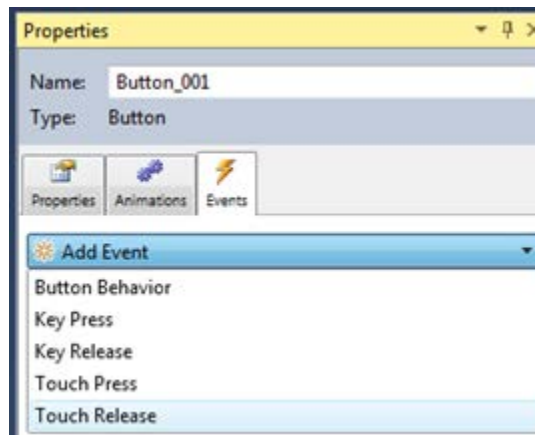 Properties
Name: Button_001
Type: Button
Properties Animations Events
Add Event
Button Behavior
Key Press
Key Release
Touch Press
Touch Release